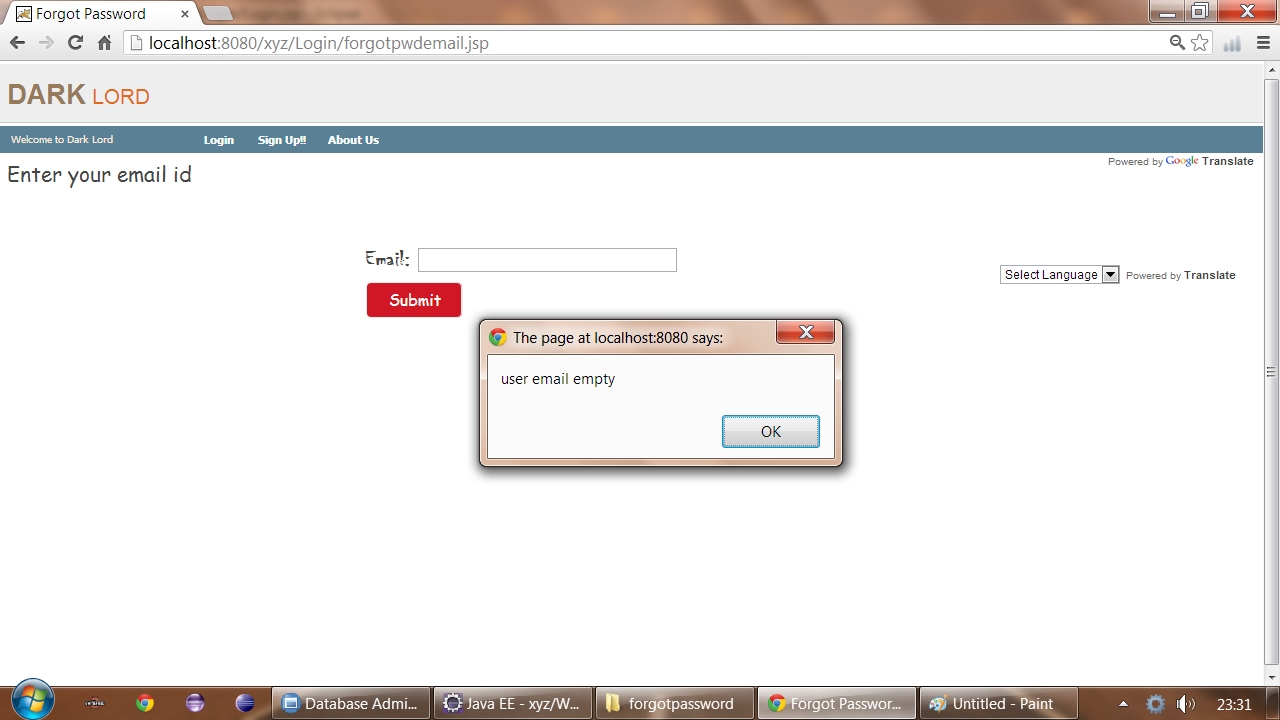 Forgot Password
localhost:8080/xyz/Login/forgotpwdemail.jsp
DARK LORD
Welcome to Dark Lord Login Sign Up!! About Us
Powered by Google Translate
Enter your email id
Email:
Select Language Powered by Translate
Submit
The page at localhost:8080 says:
user email empty
OK
Database Admi... Java EE - xyz/W... forgotpassword Forgot Passwor... Untitled - Paint 23:31